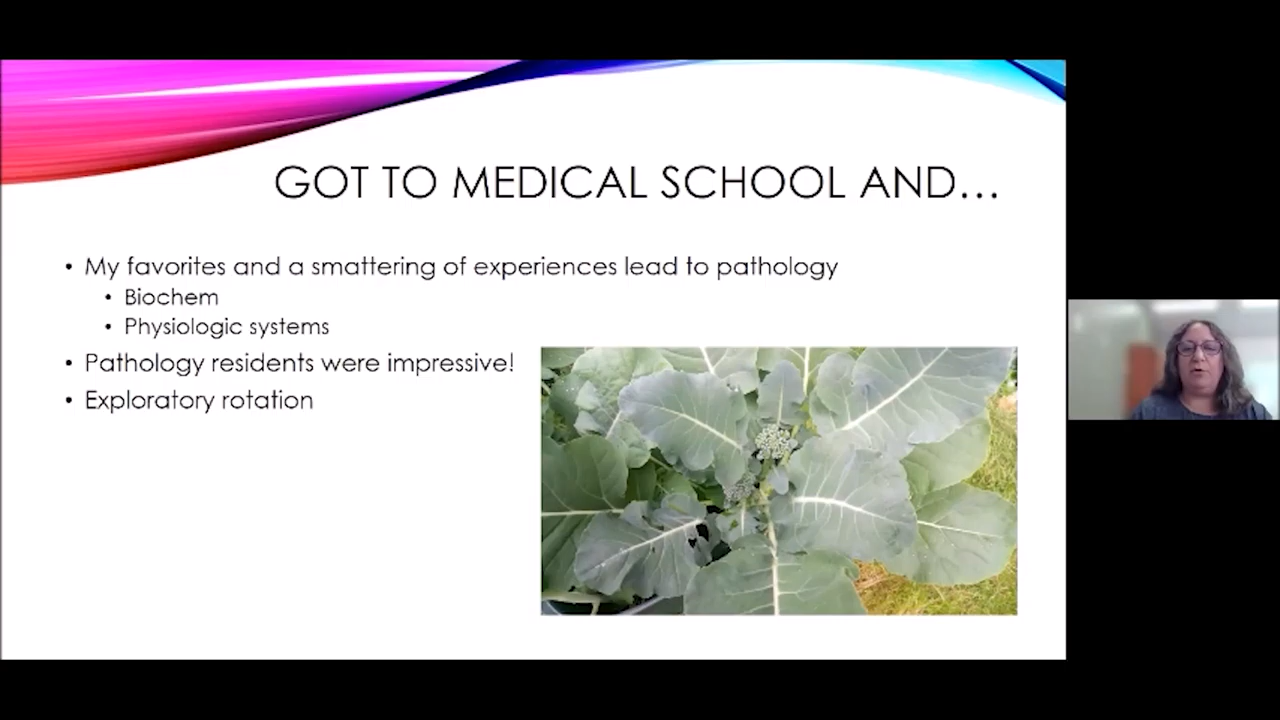 GOT TO MEDICAL SCHOOL AND...
• My favorites and a smattering of experiences lead to pathology
• Biochem
• Physiologic systems
• Pathology residents were impressive!
• Exploratory rotation